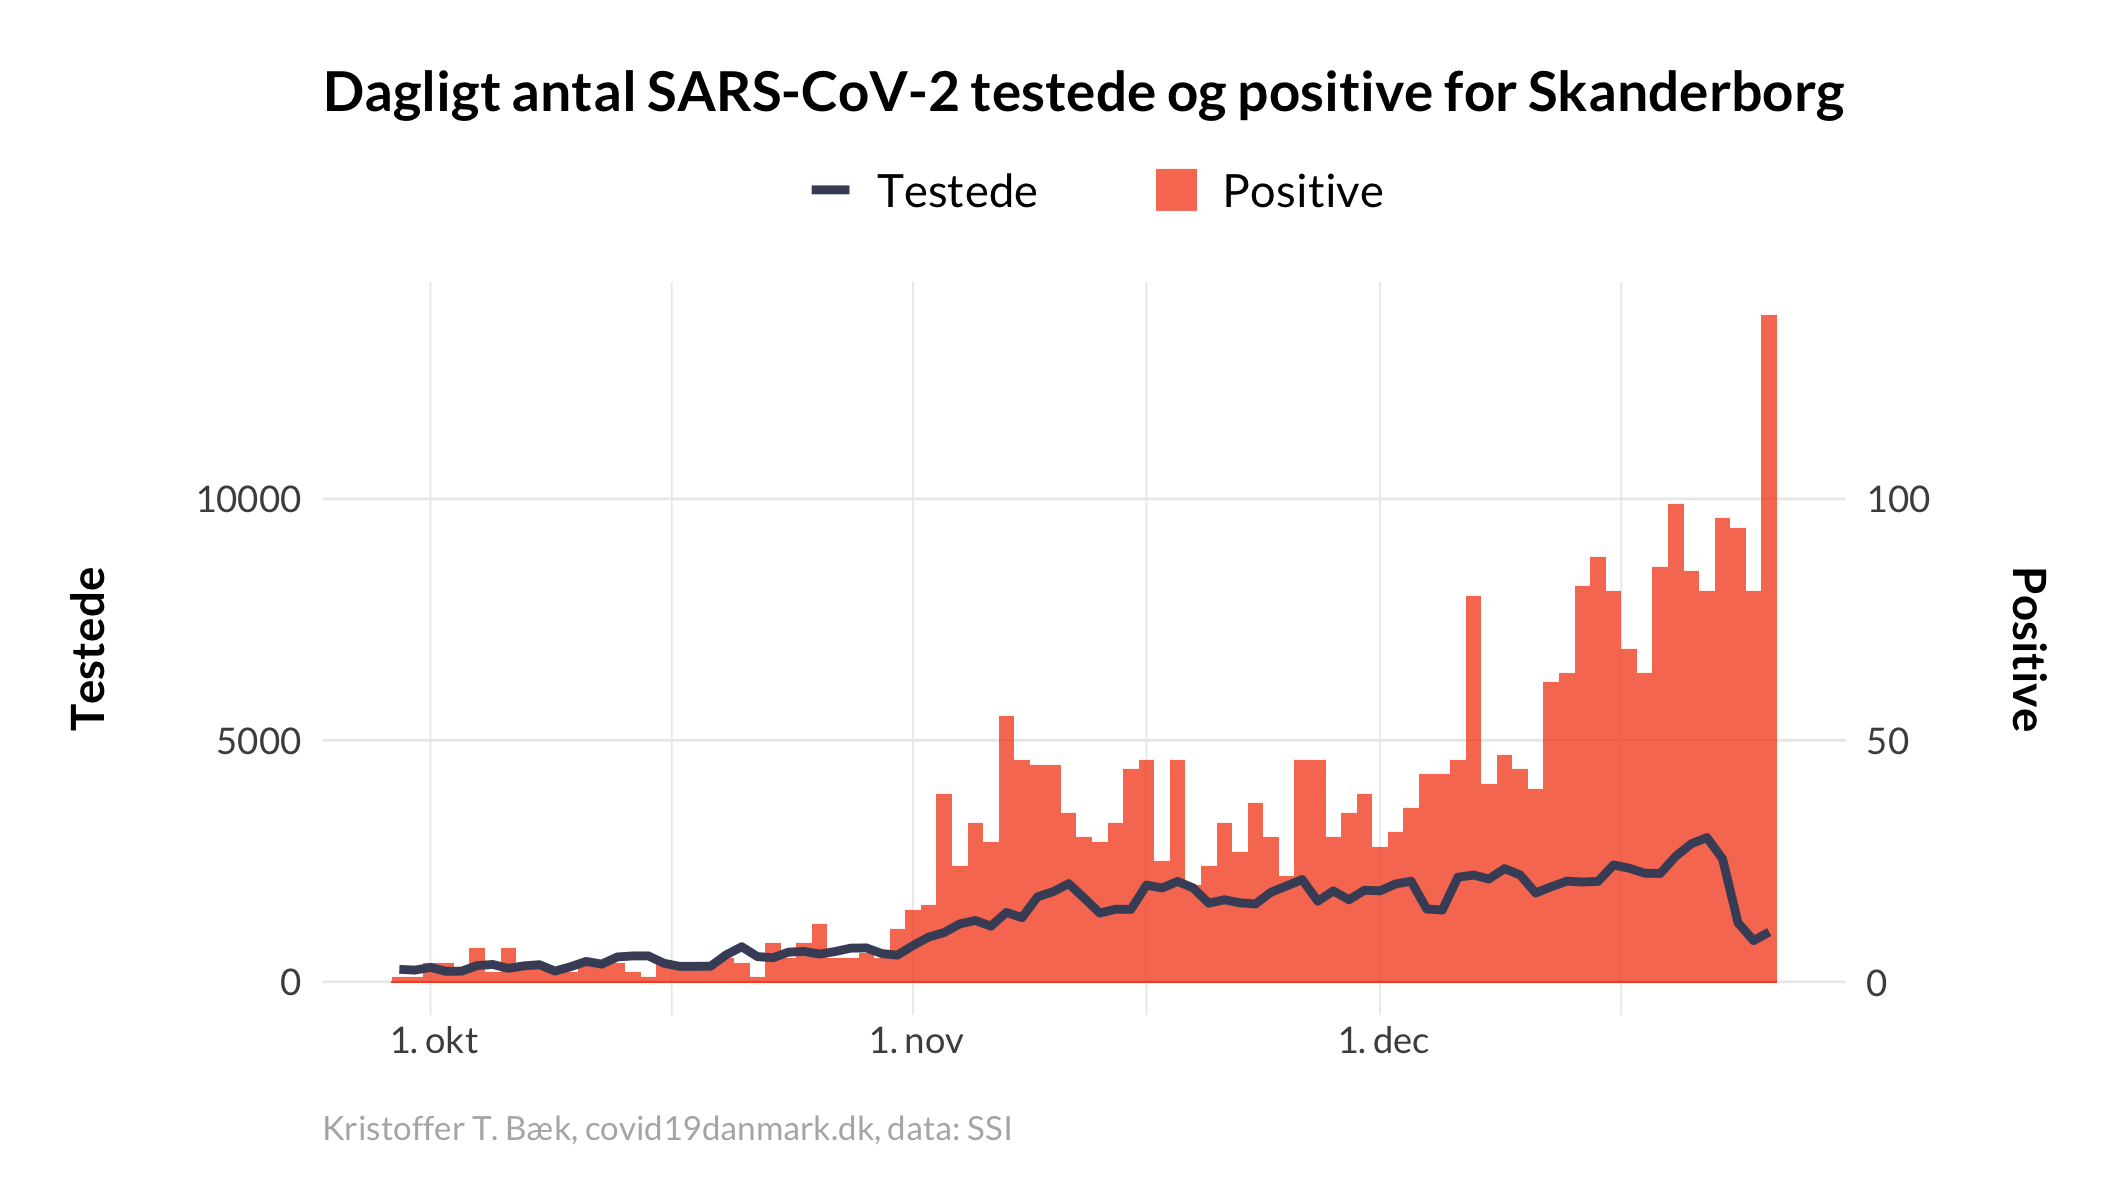 Dagligt antal SARS-CoV-2 testede og positive for Skanderborg
Testede
Positive
10000
5000
0
100
50
0
Testede
Positive
1. okt
1. nov
1. dec
Kristoffer T. Bæk, covid19danmark.dk, data: SSI